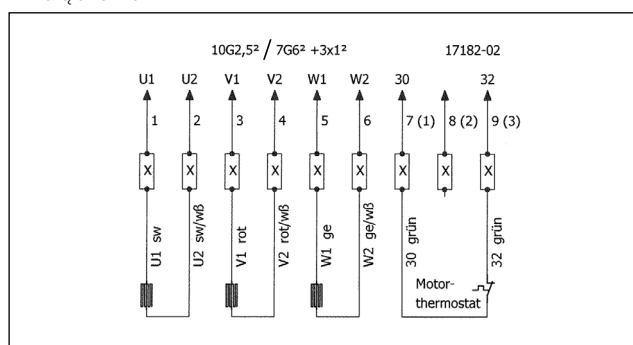 10G2,5² / 7G6² +3x1² 17182-02
U1 U2 V1 V2 W1 W2 30 32
1 2 3 4 5 6 7 (1) 8 (2) 9 (3)
X X X X X X X X X
U1 sw
U2 sw/wß
V1 rot
V2 rot/wß
W1 ge
W2 ge/wß
30 grün
32 grün
Motor-
thermostat